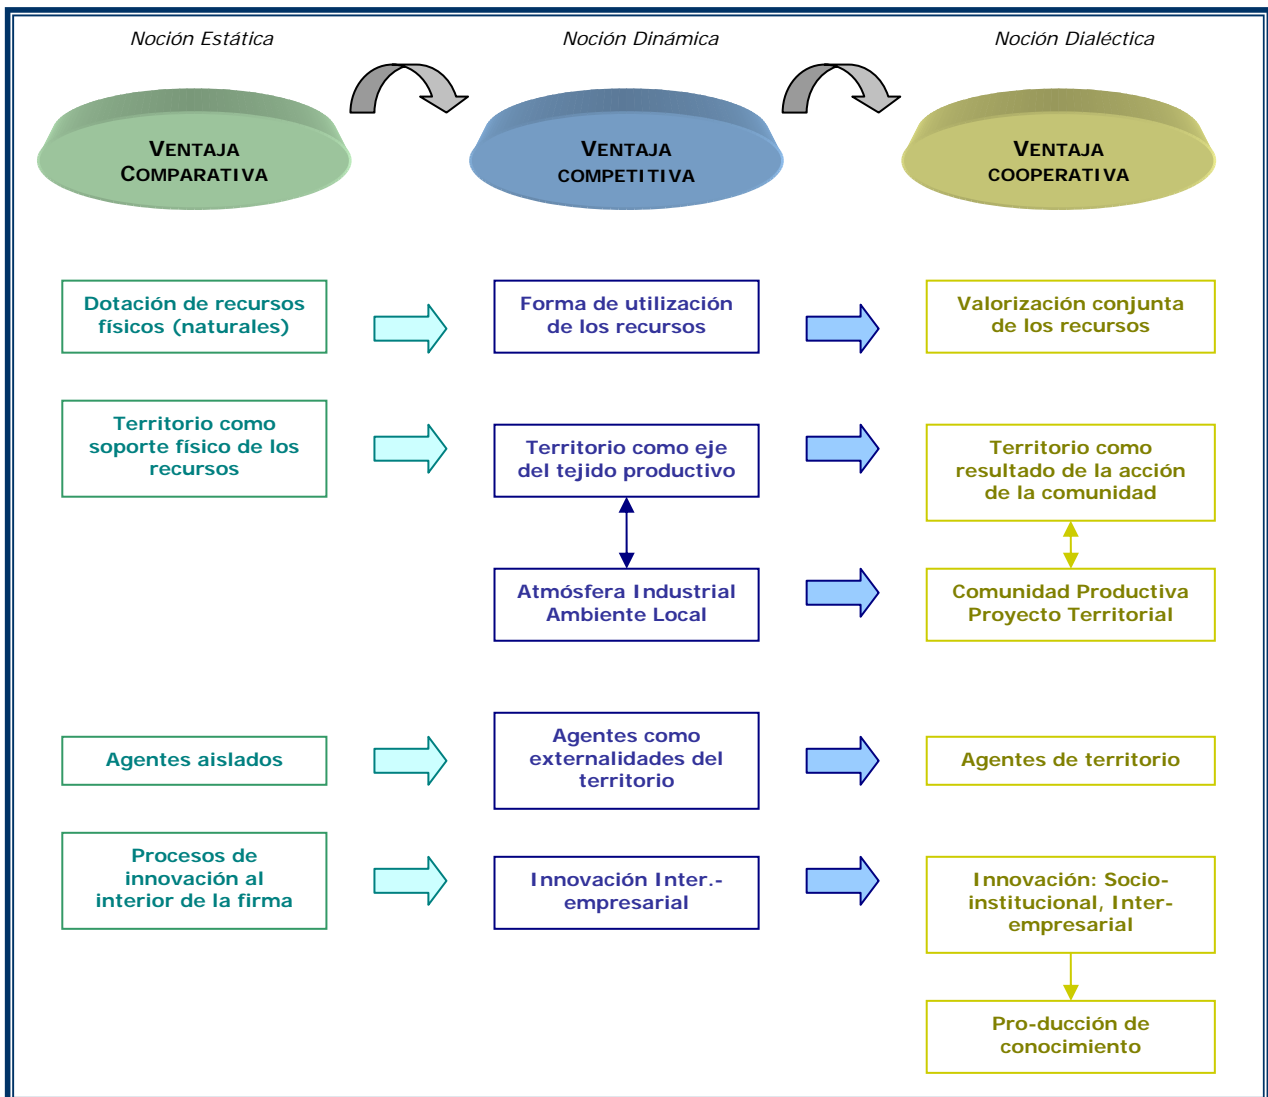 Noción Estática
Noción Dinámica
Noción Dialéctica
VENTAJA
COMPARATIVA
VENTAJA
COMPETITIVA
VENTAJA
COOPERATIVA
Dotación de recursos
físicos (naturales)
Forma de utilización
de los recursos
Valorización conjunta
de los recursos
Territorio como
soporte físico de los
recursos
Territorio como eje
del tejido productivo
Territorio como
resultado de la acción
de la comunidad
Atmósfera Industrial
Ambiente Local
Comunidad Productiva
Proyecto Territorial
Agentes aislados
Agentes como
externalidades del
territorio
Agentes de territorio
Procesos de
innovación al
interior de la firma
Innovación Inter.-
empresarial
Innovación: Socio-
institucional, Inter-
empresarial
Pro-ducción de
conocimiento